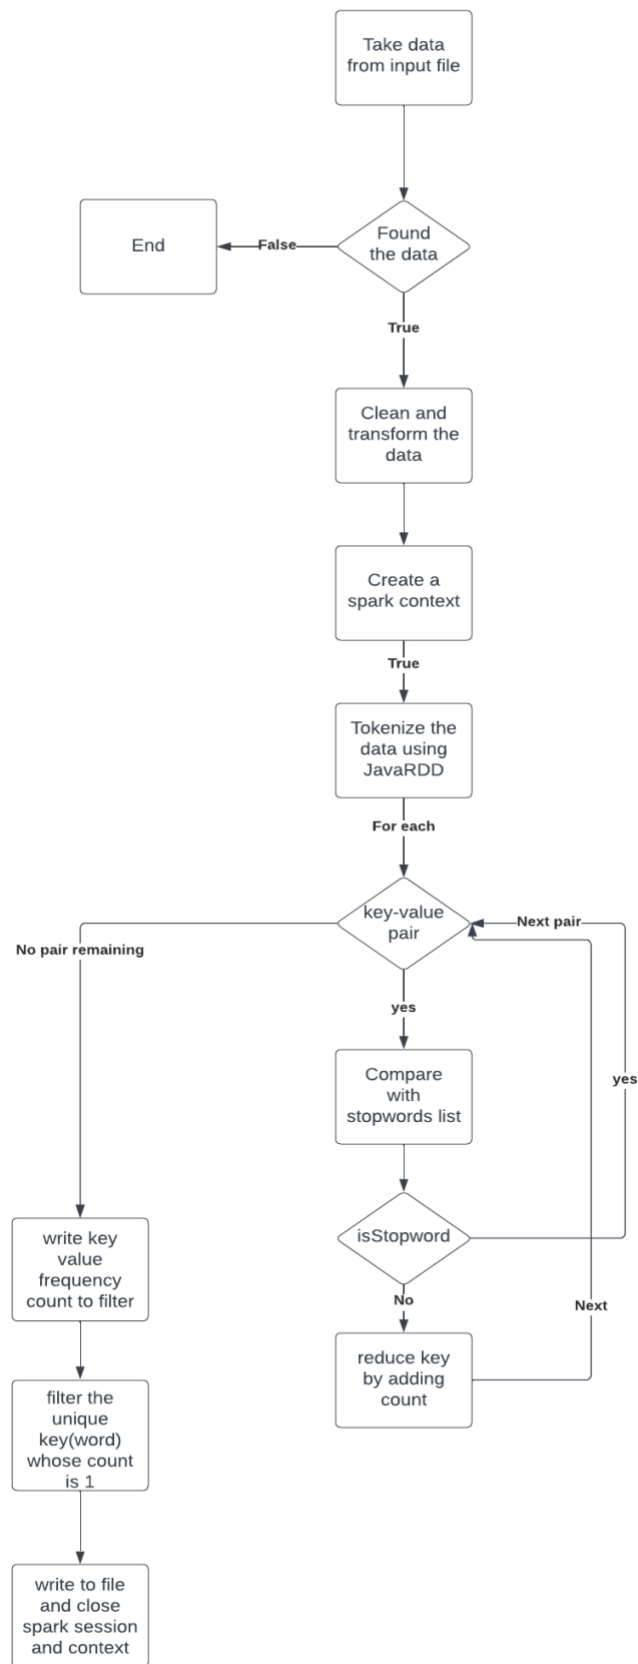 Take data
from input file
Found
the data
False
End
True
Clean and
transform the
data
Create a
spark context
True
Tokenize the
data using
JavaRDD
For each
key-value
pair
Next pair
No pair remaining
yes
Compare
with
stopwords list
yes
isStopword
No
Next
reduce key
by adding
count
write key
value
frequency
count to filter
filter the
unique
key(word)
whose count
is 1
write to file
and close
spark session
and context